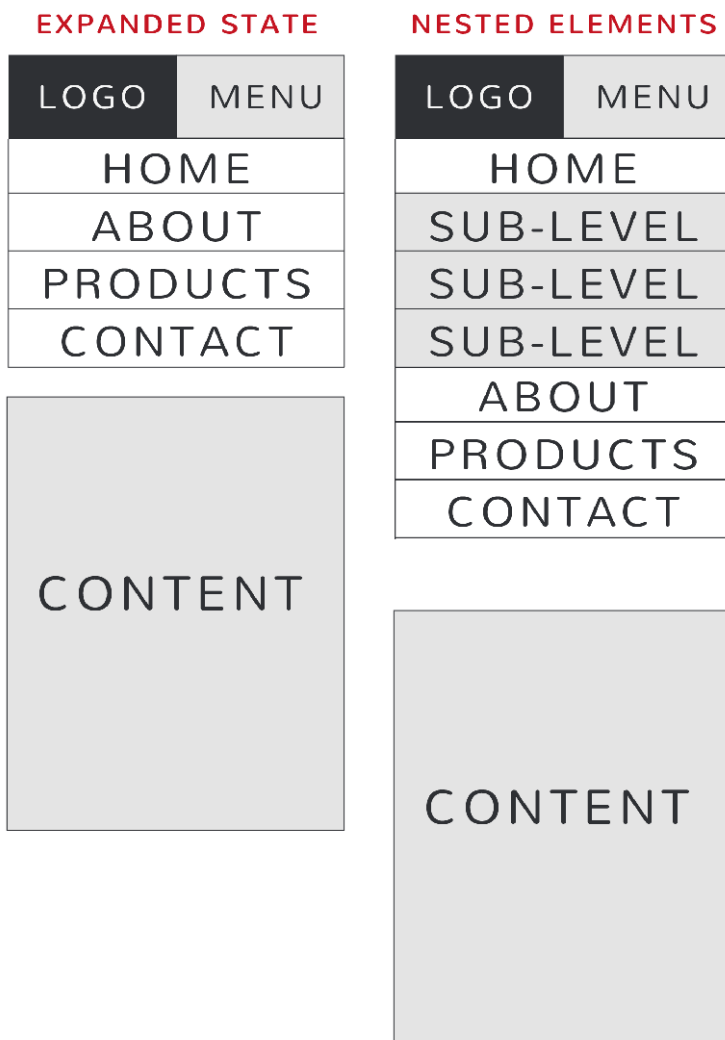 EXPANDED STATE
LOGO MENU
HOME
ABOUT
PRODUCTS
CONTACT
CONTENT
NESTED ELEMENTS
LOGO MENU
HOME
SUB-LEVEL
SUB-LEVEL
SUB-LEVEL
ABOUT
PRODUCTS
CONTACT
CONTENT